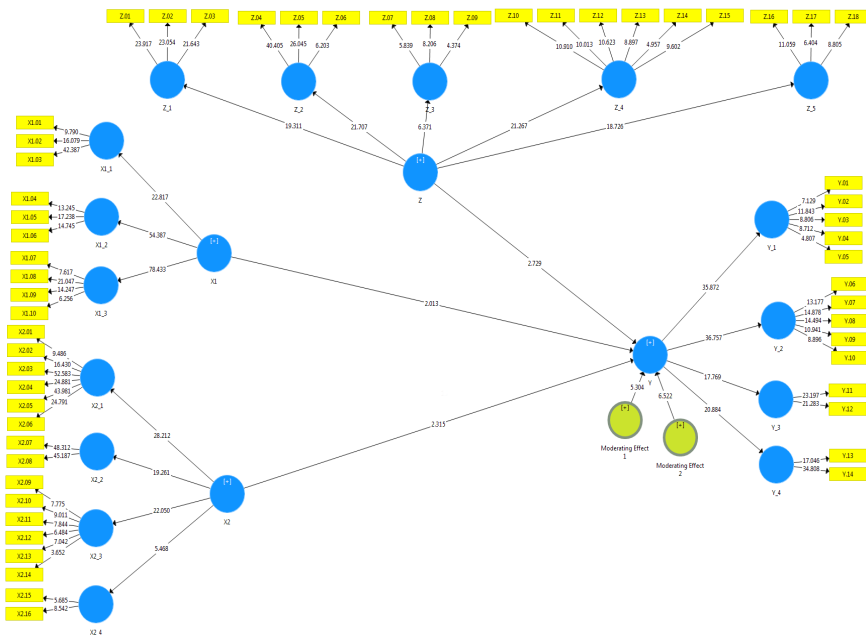 Z.01 Z.02 Z.03 Z.04 Z.05 Z.06 Z.07 Z.08 Z.09 Z.10 Z.11 Z.12 Z.13 Z.14 Z.15 Z.16 Z.17 Z.18
23.917 23.054 21.643 40.405 26.045 6.203 5.839 8.206 4.374 10.910 10.013 10.623 8.897 4.957 9.602 11.059 6.404 8.805
Z_1 Z_2 Z_3 Z_4 Z_5
19.311 21.707 6.371 21.267 18.726
[+]
Z
X1.01
X1.02
X1.03
9.790
16.079
42.387
X1_1
22.817
X1.04
X1.05
X1.06
13.245
17.238
14.745
X1_2
54.387
X1.07
X1.08
X1.09
X1.10
7.617
21.047
14.247
6.256
X1_3
78.433
[+]
X1
2.729
2.013
X2.01
X2.02
X2.03
X2.04
X2.05
X2.06
9.486
16.430
52.583
24.881
43.981
24.791
X2_1
28.212
X2.07
X2.08
48.312
45.187
X2_2
19.261
X2.09
X2.10
X2.11
X2.12
X2.13
X2.14
7.775
9.011
7.844
6.484
7.042
3.652
X2_3
22.050
X2.15
X2.16
5.685
8.542
X2_4
5.468
[+]
X2
2.315
[+]
Y
5.304
6.522
[+]
Moderating Effect
1
[+]
Moderating Effect
2
35.872
36.757
17.769
20.884
Y_1
7.129
11.843
8.806
8.712
4.807
Y.01
Y.02
Y.03
Y.04
Y.05
Y_2
13.177
14.878
14.494
10.941
8.896
Y.06
Y.07
Y.08
Y.09
Y.10
Y_3
23.197
21.283
Y.11
Y.12
Y_4
17.046
34.808
Y.13
Y.14